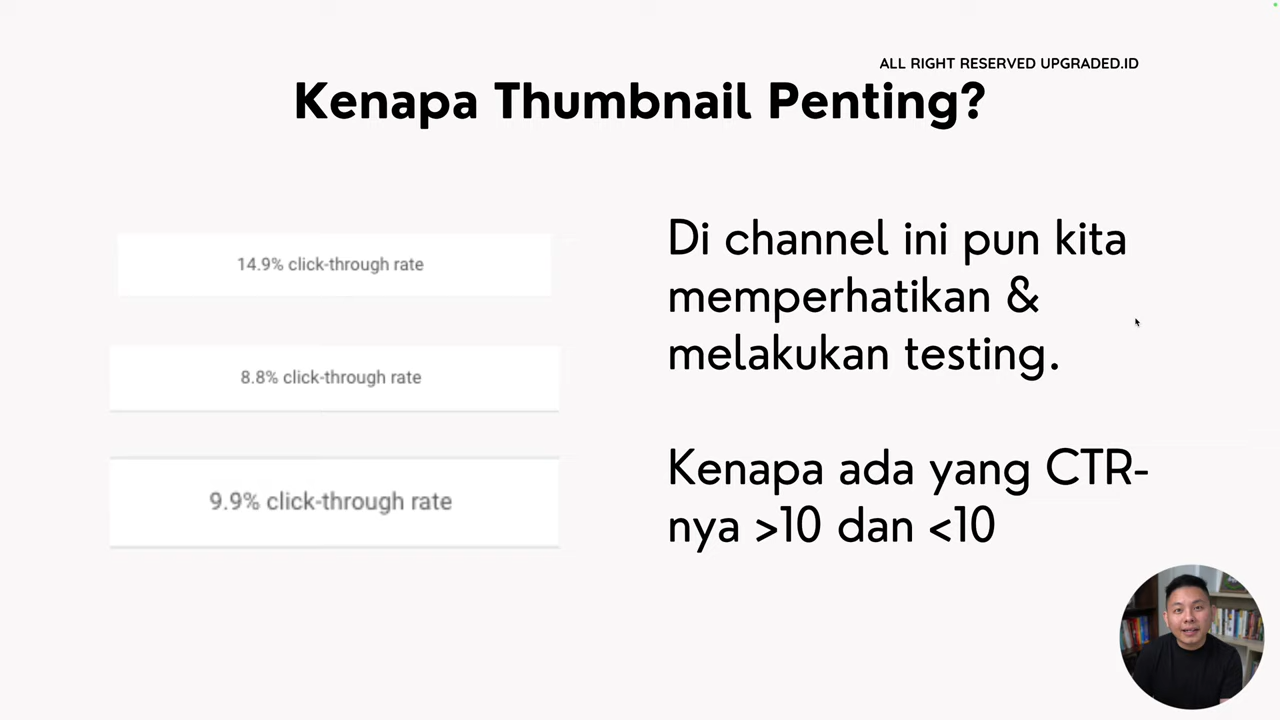 ALL RIGHT RESERVED UPGRADED.ID
Kenapa Thumbnail Penting?
14.9% click-through rate
8.8% click-through rate
9.9% click-through rate
Di channel ini pun kita
memperhatikan &
melakukan testing.
Kenapa ada yang CTR-
nya >10 dan <10